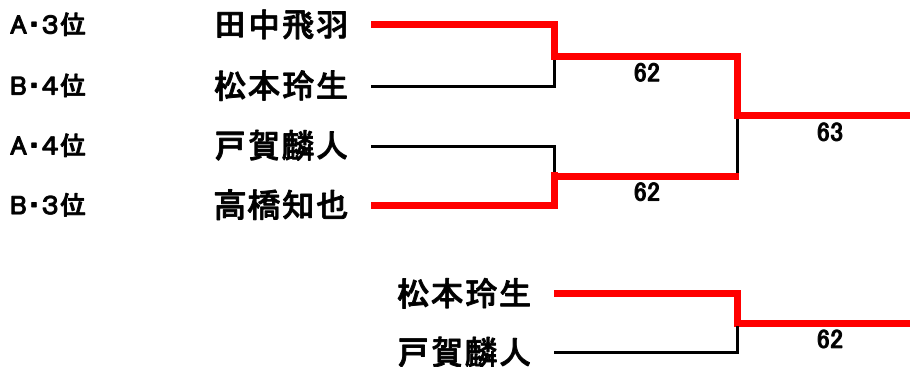 A・3位 田中飛羽
62
B・4位 松本玲生
63
A・4位 戸賀麟人
62
B・3位 高橋知也
松本玲生
62
戸賀麟人